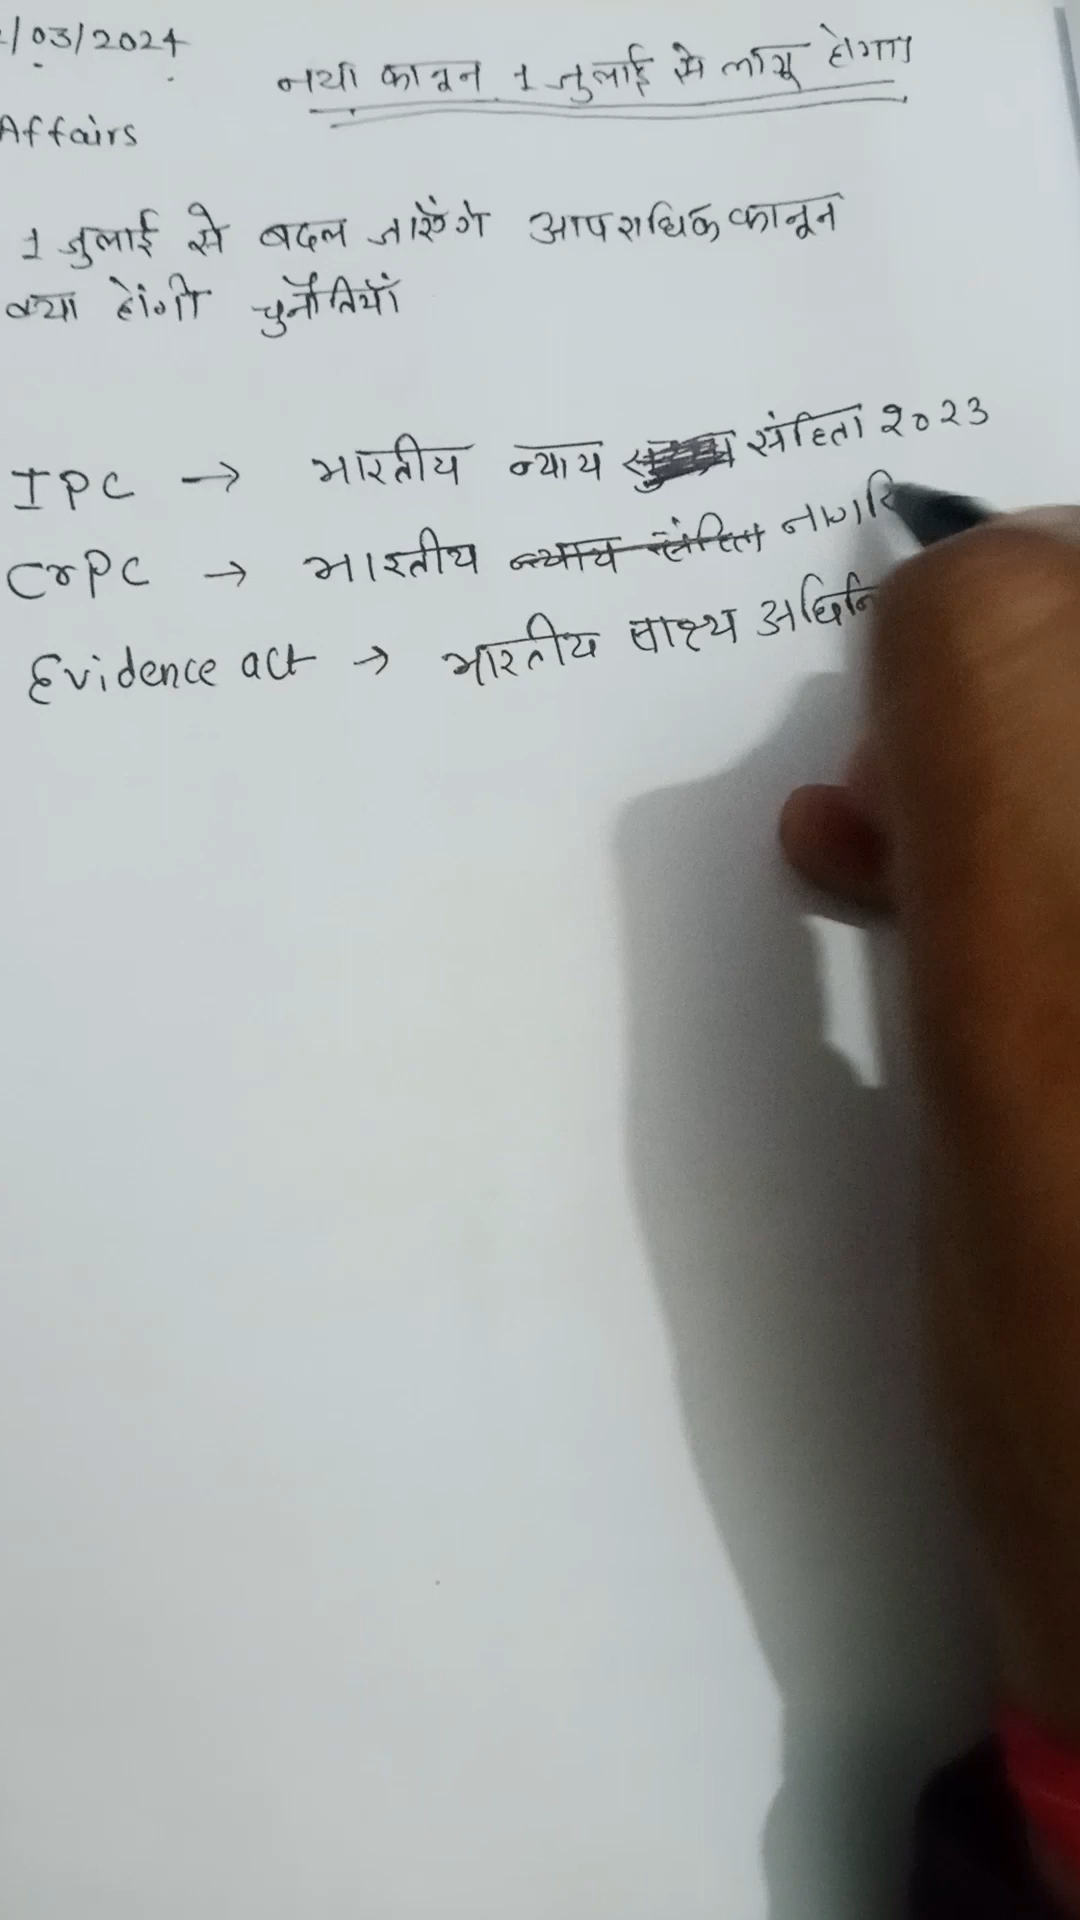 /03/2024
नया कानून 1 जुलाई से लागू होगा
Affairs
1 जुलाई से बदल जाएंगे आपराधिक कानून
क्या होंगी चुनौतियाँ
IPC → भारतीय न्याय संहिता 2023
CrPC → भारतीय न्याय संहिता नागरि
Evidence act → भारतीय साक्ष्य अधिनि